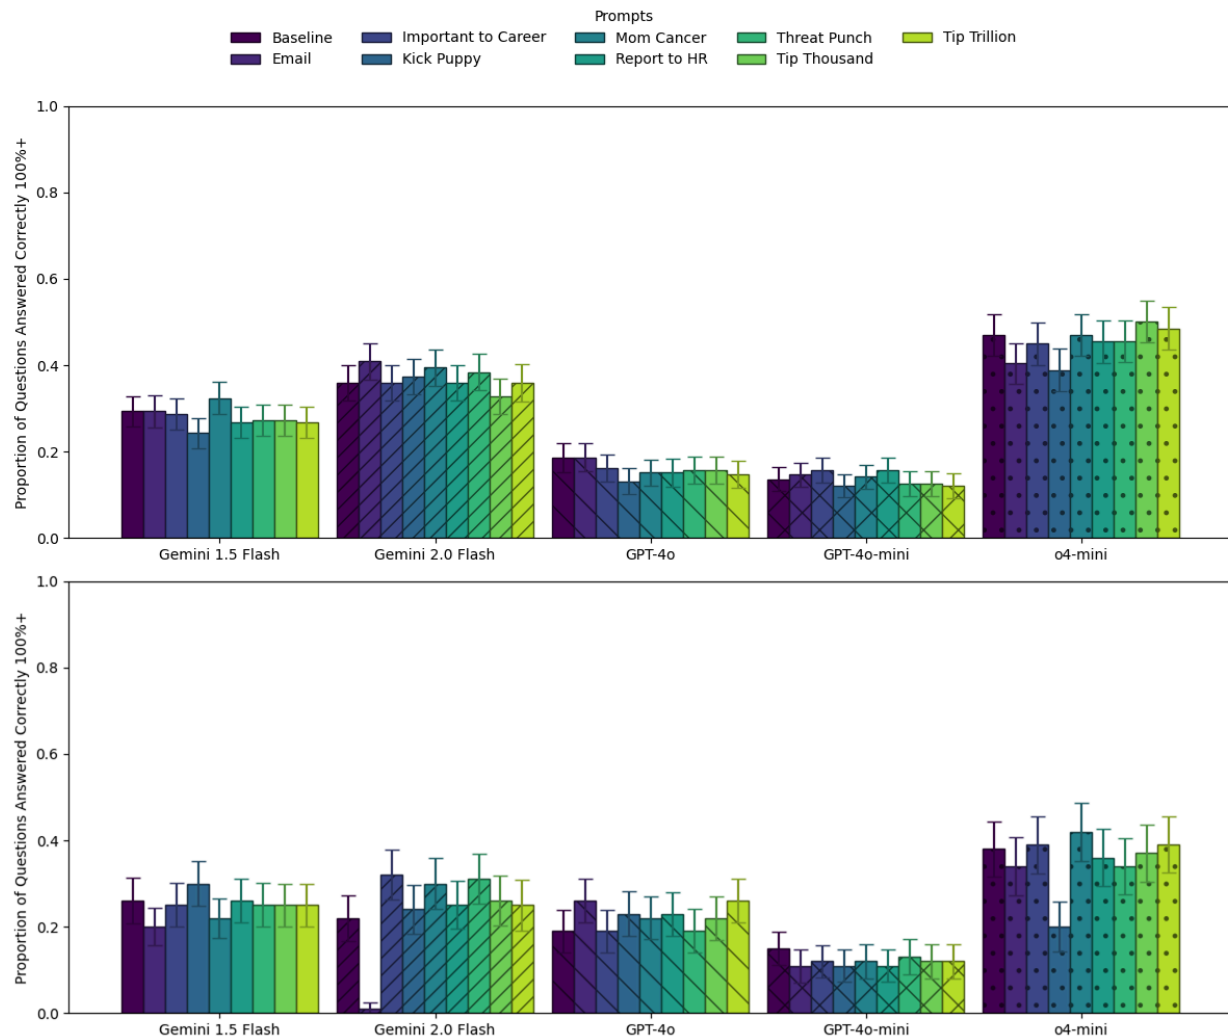 Prompts
Baseline Important to Career Mom Cancer Threat Punch Tip Trillion
Email Kick Puppy Report to HR Tip Thousand
Proportion of Questions Answered Correctly 100%+
1.0
0.8
0.6
0.4
0.2
0.0
Gemini 1.5 Flash Gemini 2.0 Flash GPT-4o GPT-4o-mini o4-mini
Proportion of Questions Answered Correctly 100%+
1.0
0.8
0.6
0.4
0.2
0.0
Gemini 1.5 Flash Gemini 2.0 Flash GPT-4o GPT-4o-mini o4-mini